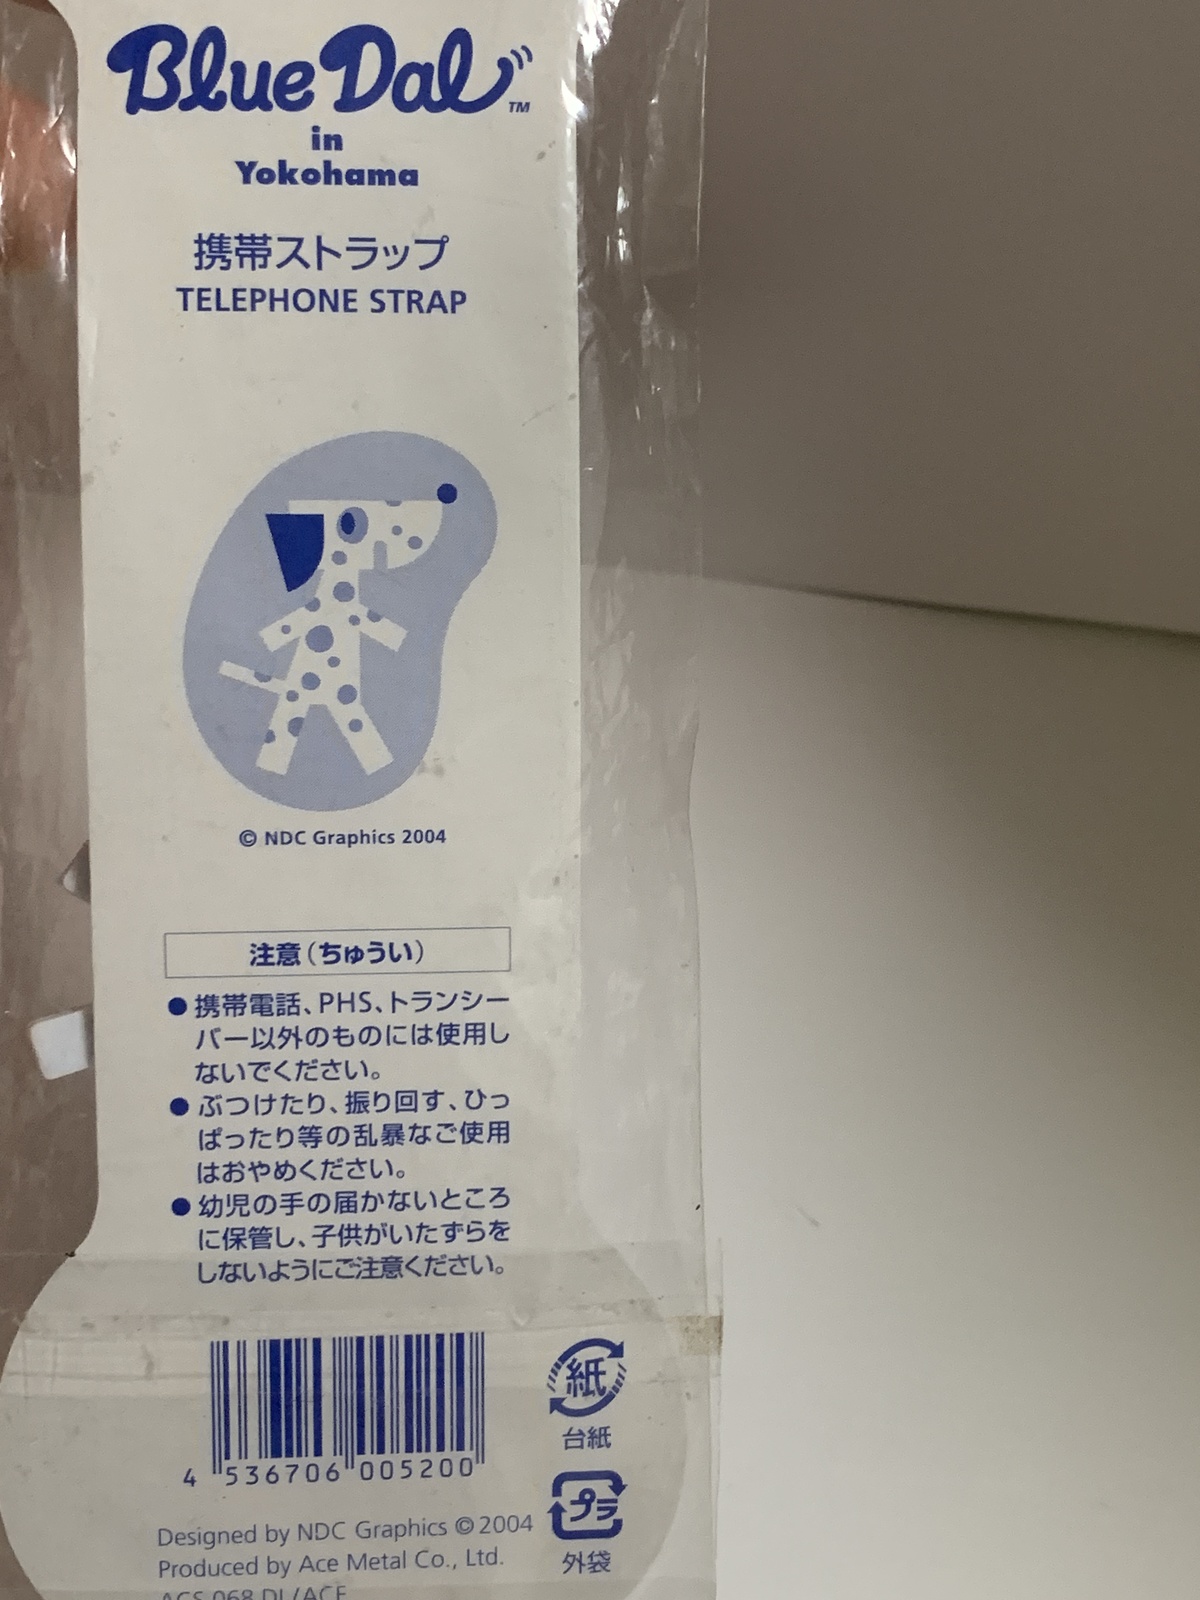 Blue Dal™
in
Yokohama
携帯ストラップ
TELEPHONE STRAP
© NDC Graphics 2004
注意(ちゅうい)
●携帯電話、PHS、トランシー
バー以外のものには使用し
ないでください。
●ぶつけたり、振り回す、ひっ
ぱったり等の乱暴なご使用
はおやめください。
●幼児の手の届かないところ
に保管し、子供がいたずらを
しないようにご注意ください。
紙
台紙
4 536706 005200
プラ
外袋
Designed by NDC Graphics ©2004
Produced by Ace Metal Co., Ltd.
ACS 068 DL/ACE